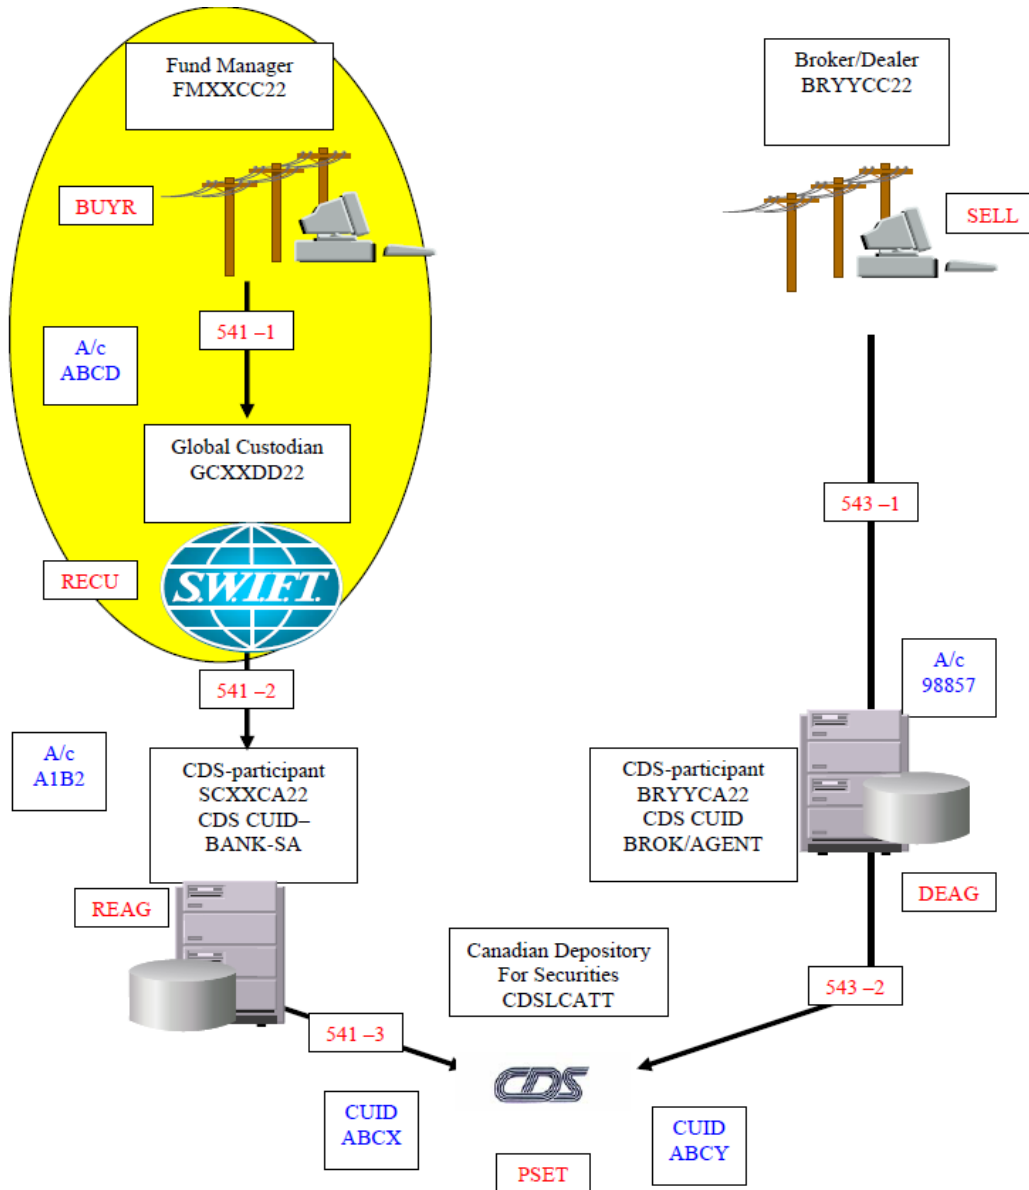 Fund Manager
FMXXCC22
Broker/Dealer
BRYYCC22
BUYR
SELL
541 –1
A/c
ABCD
Global Custodian
GCXXDD22
543 –1
RECU
S.W.I.F.T.
541 –2
A/c
98857
A/c
A1B2
CDS-participant
SCXXCA22
CDS CUID–
BANK-SA
CDS-participant
BRYYCA22
CDS CUID
BROK/AGENT
REAG
DEAG
Canadian Depository
For Securities
CDSLCATT
543 –2
541 –3
CDS
CUID
ABCX
CUID
ABCY
PSET